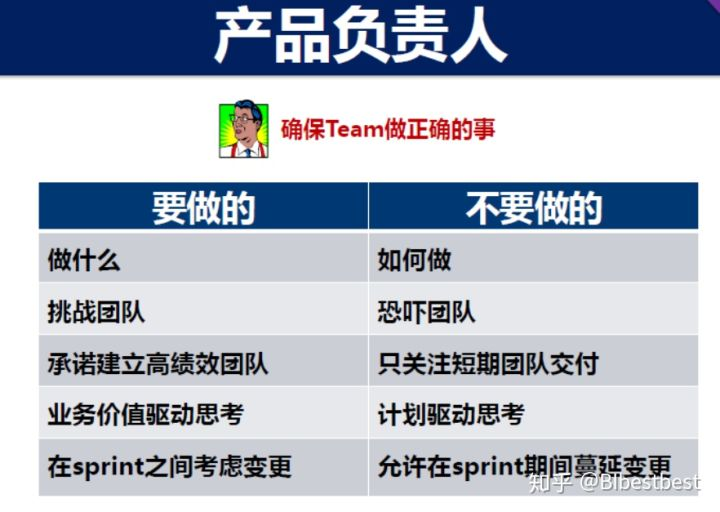 产品负责人
确保Team做正确的事
要做的 不要做的
做什么 如何做
挑战团队 恐吓团队
承诺建立高绩效团队 只关注短期团队交付
业务价值驱动思考 计划驱动思考
在sprint之间考虑变更 允许在sprint期间蔓延变更
知乎 @BIbestbest